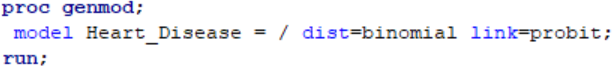 proc genmod;
model Heart_Disease = / dist=binomial link=probit;
run;